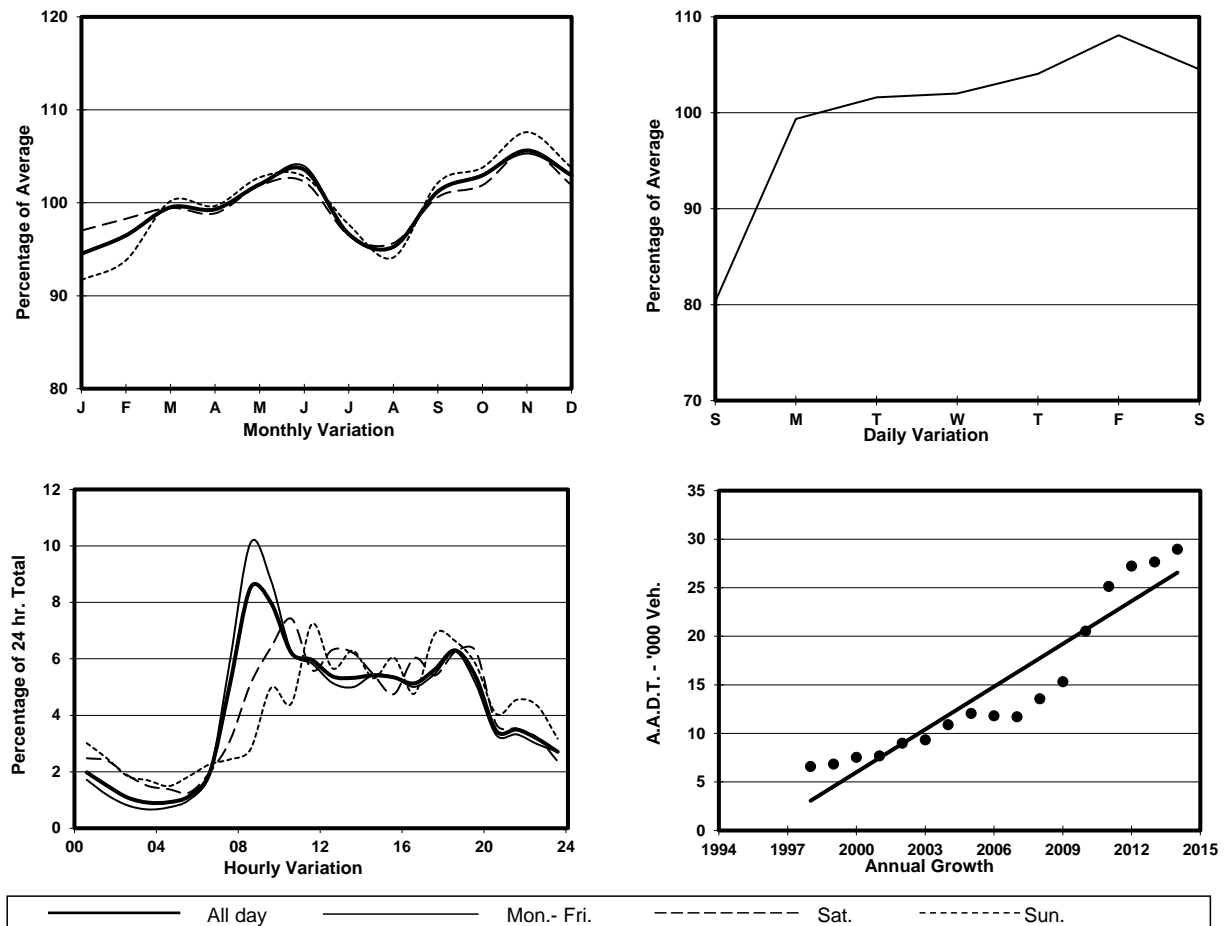 120
110
100
90
80
Percentage of Average
J F M A M J J A S O N D
Monthly Variation
110
100
90
80
70
Percentage of Average
S M T W T F S
Daily Variation
12
10
8
6
4
2
0
Percentage of 24 hr. Total
00 04 08 12 16 20 24
Hourly Variation
35
30
25
20
15
10
5
0
A.A.D.T. - '000 Veh.
1994 1997 2000 2003 2006 2009 2012 2015
Annual Growth
All day Mon.- Fri. Sat. Sun.